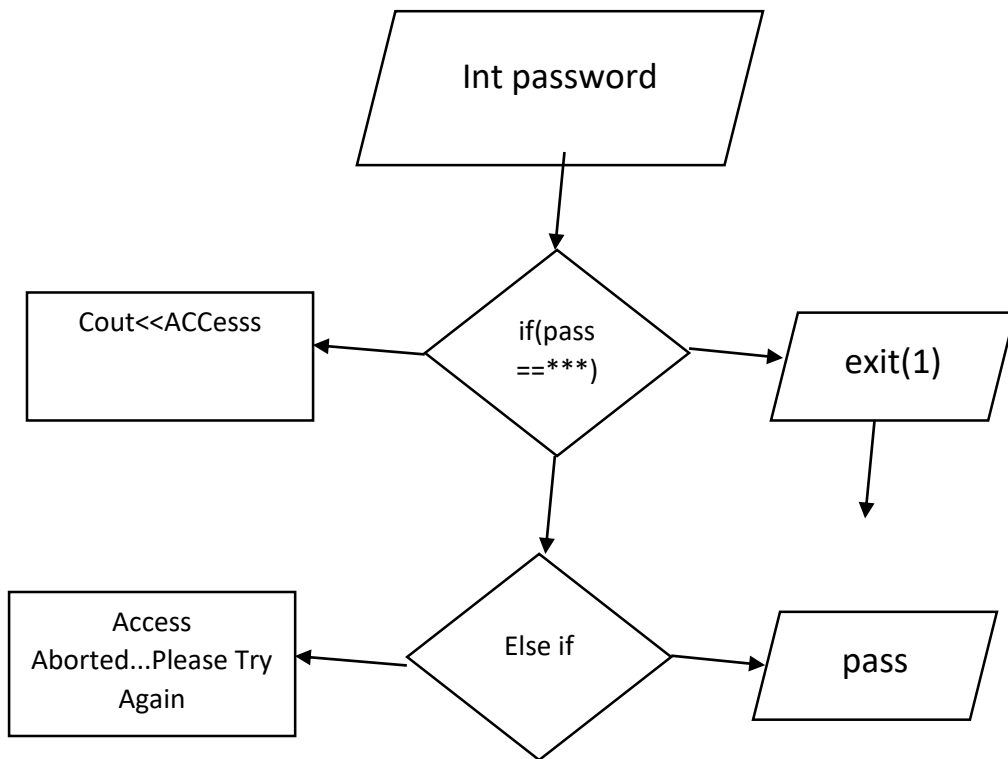 Int password
Cout<<ACCesss
if(pass
==***)
exit(1)
Access
Aborted...Please Try
Again
Else if
pass